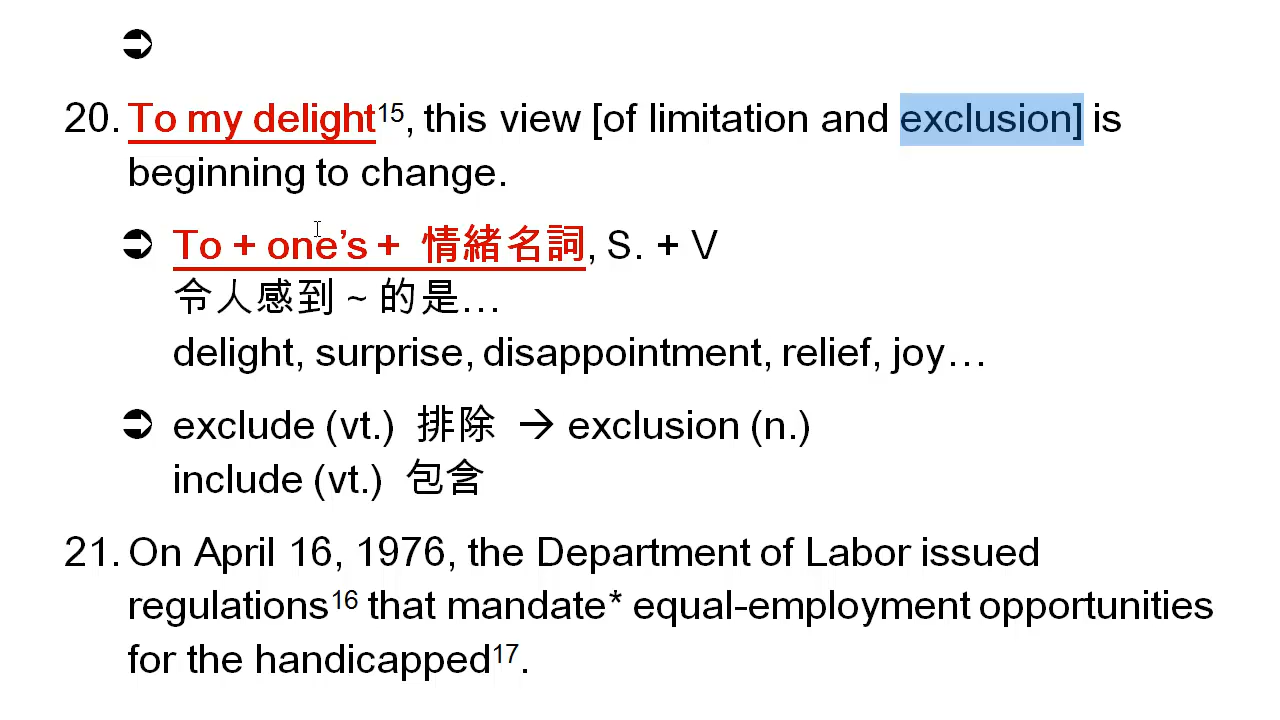 ➲
20. To my delight15, this view [of limitation and exclusion] is
beginning to change.
➲ To + one’s + 情緒名詞, S. + V
令人感到 ~ 的是…
delight, surprise, disappointment, relief, joy…
➲ exclude (vt.) 排除 → exclusion (n.)
include (vt.) 包含
21. On April 16, 1976, the Department of Labor issued
regulations16 that mandate* equal-employment opportunities
for the handicapped17.